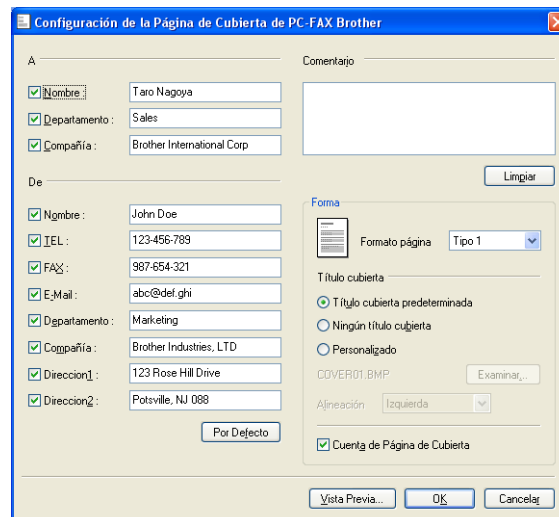 Configuración de la Página de Cubierta de PC-FAX Brother
A
Nombre : Taro Nagoya
Departamento : Sales
Compañía : Brother International Corp
De
Nombre : John Doe
TEL : 123-456-789
FAX : 987-654-321
E-Mail : abc@def.ghi
Departamento : Marketing
Compañía : Brother Industries, LTD
Direccion1 : 123 Rose Hill Drive
Direccion2 : Potsville, NJ 088
Por Defecto
Comentario
Limpiar
Forma
Formato página Tipo 1
Título cubierta
Título cubierta predeterminada
Ningún título cubierta
Personalizado
COVER01.BMP Examinar...
Alineación Izquierda
Cuenta de Página de Cubierta
Vista Previa... OK Cancelar